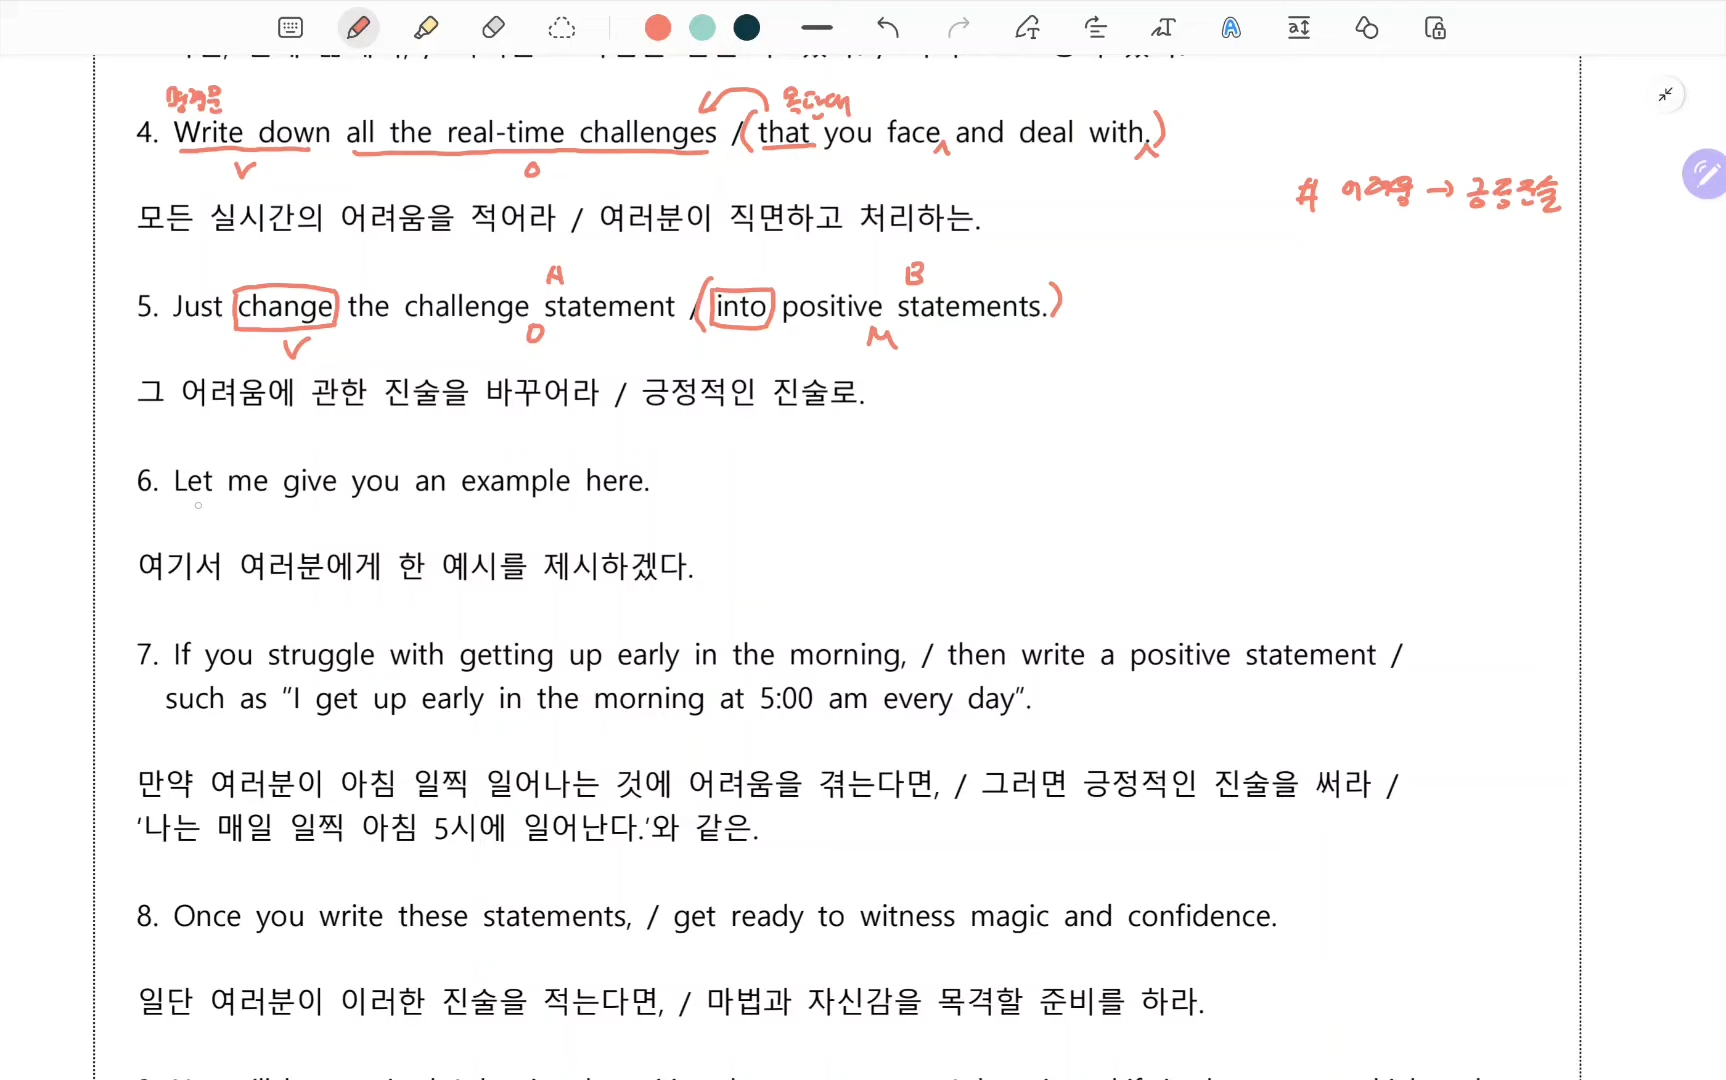 명령문
목관대
4. Write down all the real-time challenges / ( that you face and deal with. )
V
O
# 어려움 → 긍정진술
모든 실시간의 어려움을 적어라 / 여러분이 직면하고 처리하는.
A
B
5. Just change the challenge statement / ( into positive statements. )
V
O
M
그 어려움에 관한 진술을 바꾸어라 / 긍정적인 진술로.
6. Let me give you an example here.
여기서 여러분에게 한 예시를 제시하겠다.
7. If you struggle with getting up early in the morning, / then write a positive statement /
such as “I get up early in the morning at 5:00 am every day”.
만약 여러분이 아침 일찍 일어나는 것에 어려움을 겪는다면, / 그러면 긍정적인 진술을 써라 /
‘나는 매일 일찍 아침 5시에 일어난다.’와 같은.
8. Once you write these statements, / get ready to witness magic and confidence.
일단 여러분이 이러한 진술을 적는다면, / 마법과 자신감을 목격할 준비를 하라.